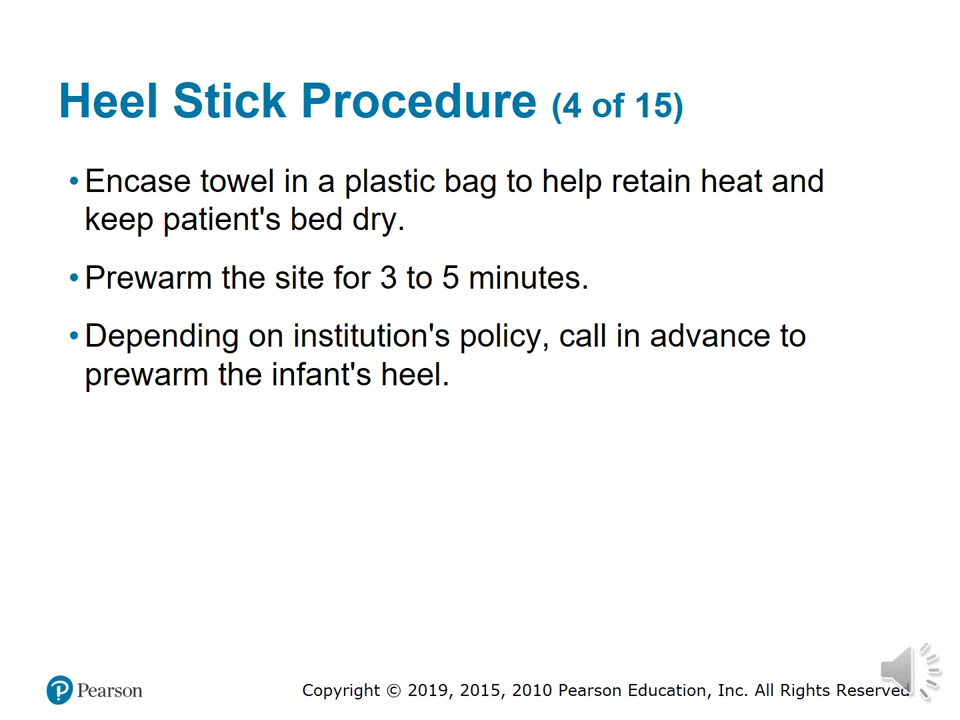 Heel Stick Procedure (4 of 15)
• Encase towel in a plastic bag to help retain heat and
keep patient's bed dry.
• Prewarm the site for 3 to 5 minutes.
• Depending on institution's policy, call in advance to
prewarm the infant's heel.
Pearson
Copyright © 2019, 2015, 2010 Pearson Education, Inc. All Rights Reserved